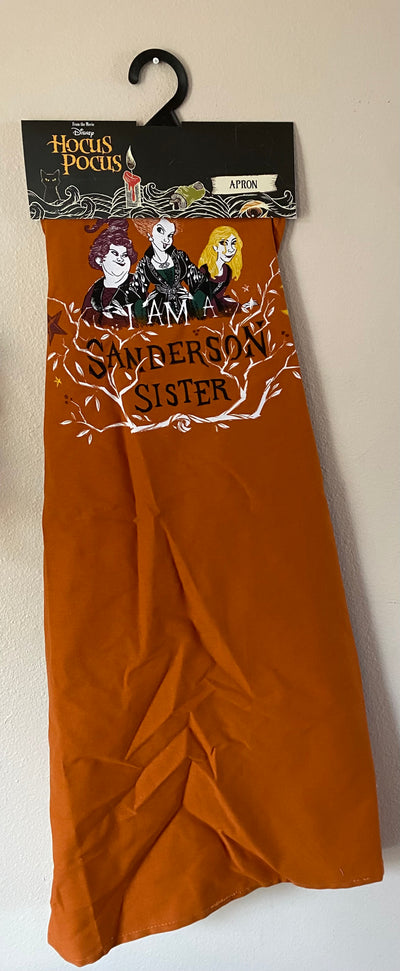 From the Movie
Disney
HOCUS
POCUS
APRON
I AM A
SANDERSON
SISTER